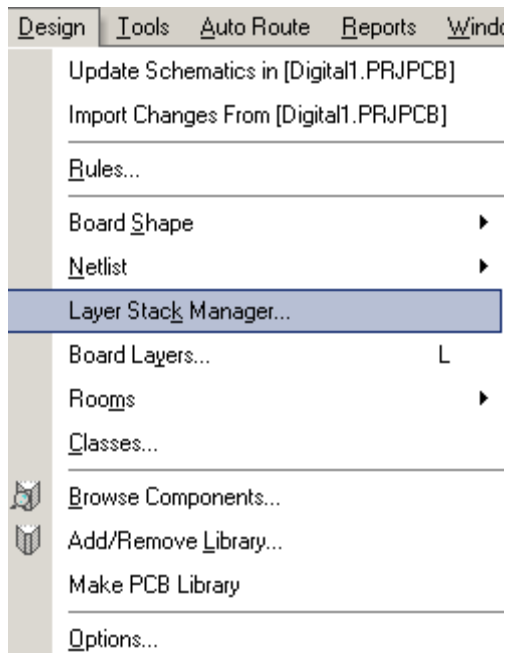 Design Tools Auto Route Reports
Update Schematics in [Digital1.PRJPCB]
Import Changes From [Digital1.PRJPCB]
Rules...
Board Shape
Netlist
Layer Stack Manager...
Board Layers... L
Rooms
Classes...
Browse Components...
Add/Remove Library...
Make PCB Library
Options...